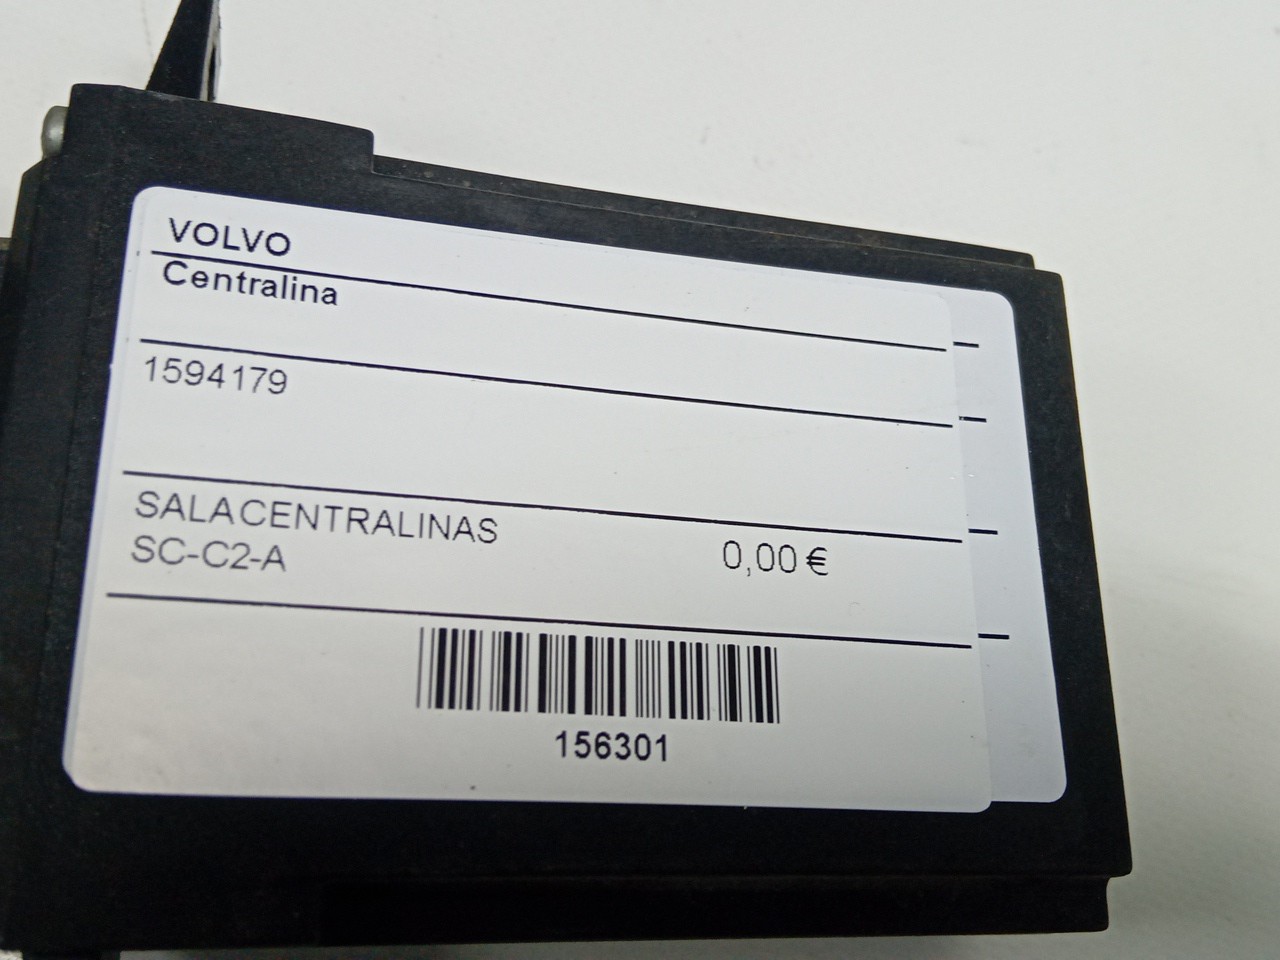 VOLVO
Centralina
1594179
SALACENTRALINAS
SC-C2-A
0,00 €
156301